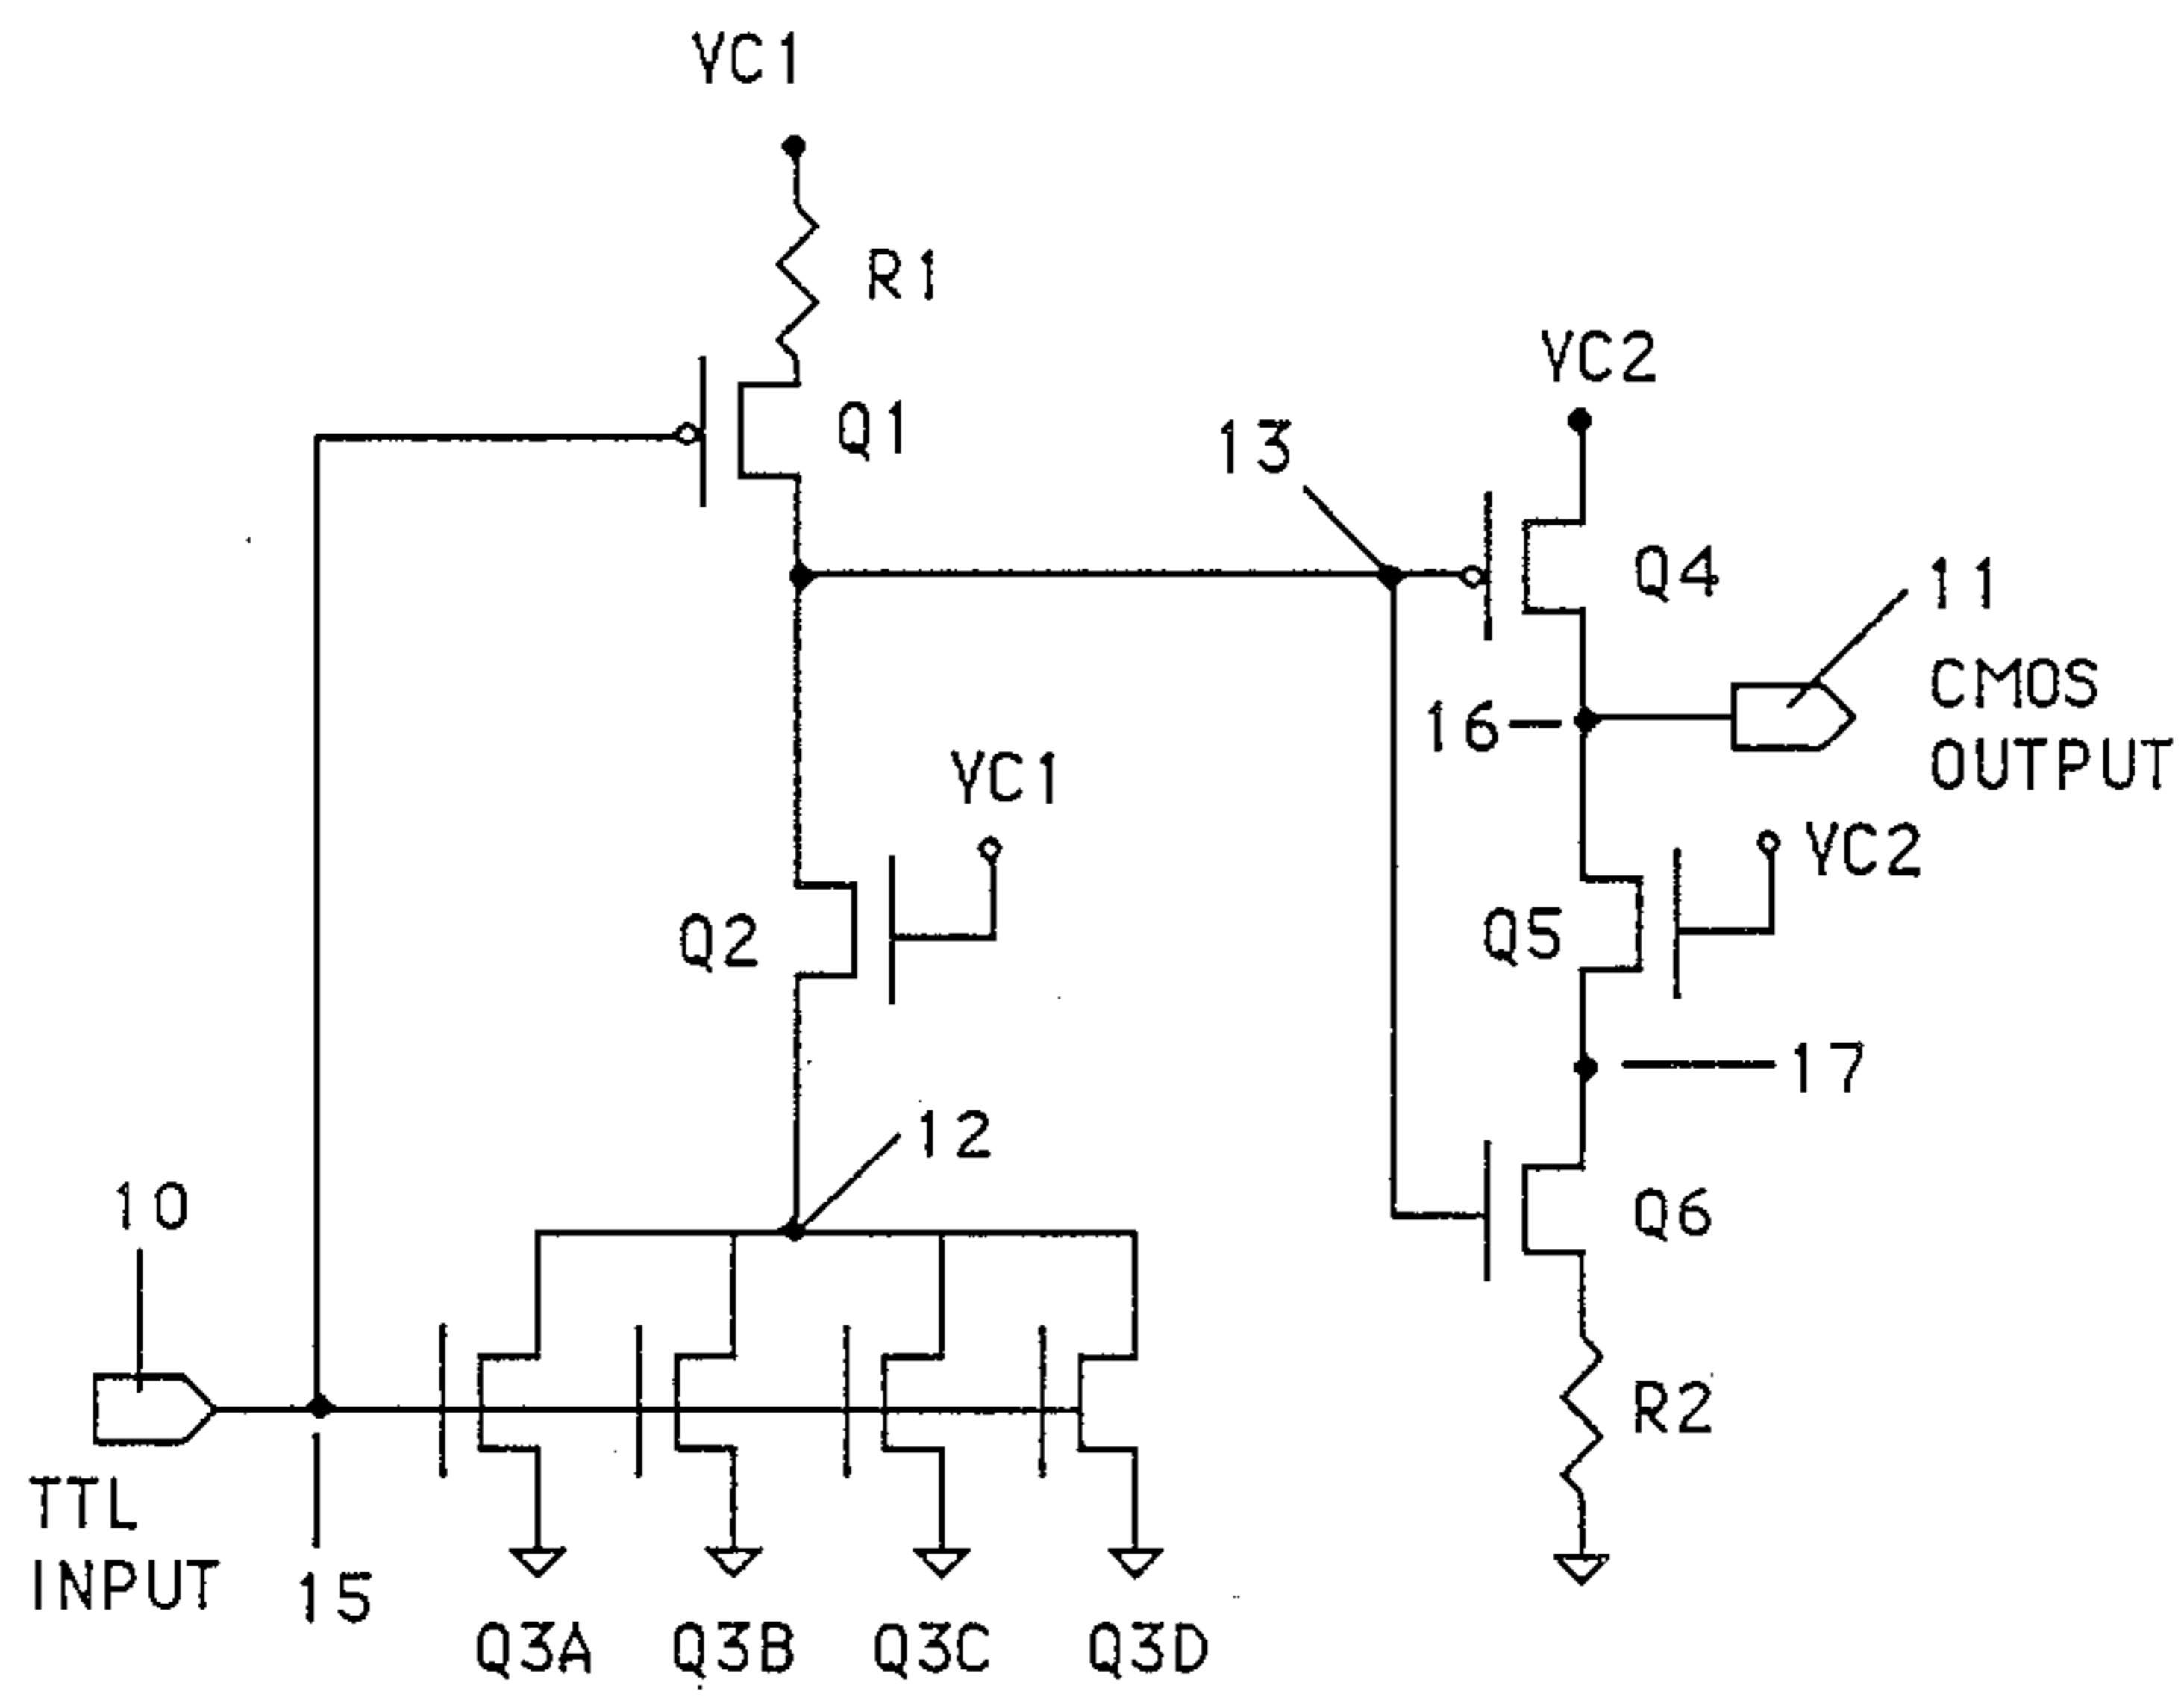 VC1
R1
Q1
VC2
13
Q4
11
CMOS
OUTPUT
16
VC1
VC2
Q2
Q5
17
12
10
Q6
R2
TTL
INPUT
15
Q3A Q3B Q3C Q3D